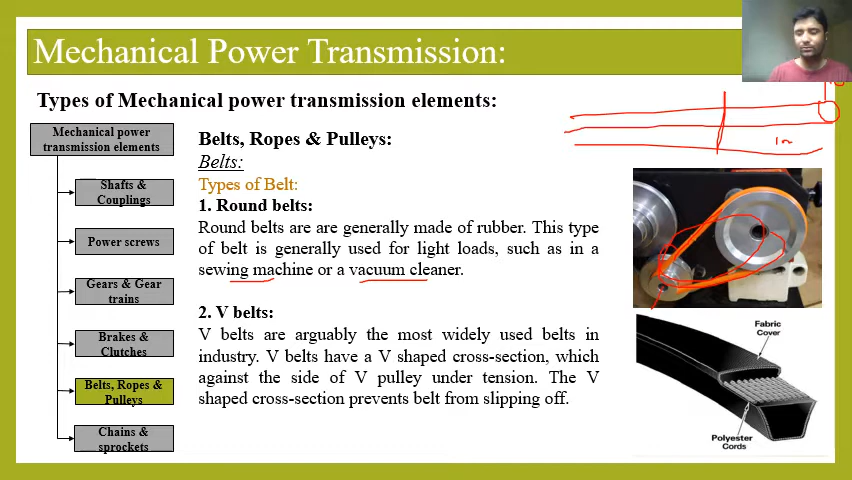 Mechanical Power Transmission:
Types of Mechanical power transmission elements:
Mechanical power
transmission elements
Shafts &
Couplings
Power screws
Gears & Gear
trains
Brakes &
Clutches
Belts, Ropes &
Pulleys
Chains &
sprockets
Belts, Ropes & Pulleys:
Belts:
Types of Belt:
1. Round belts:
Round belts are are generally made of rubber. This type
of belt is generally used for light loads, such as in a
sewing machine or a vacuum cleaner.
2. V belts:
V belts are arguably the most widely used belts in
industry. V belts have a V shaped cross-section, which
against the side of V pulley under tension. The V
shaped cross-section prevents belt from slipping off.
Fabric
Cover
Polyester
Cords